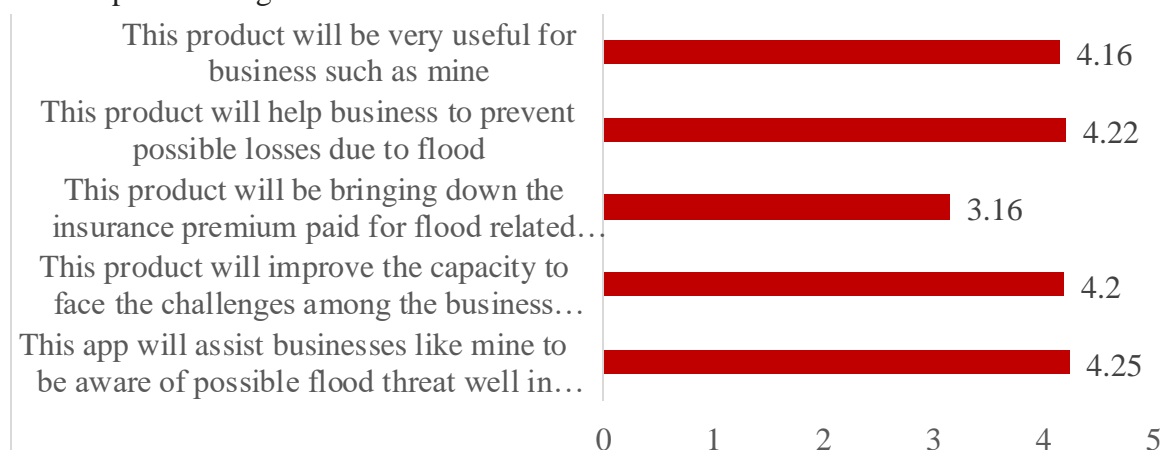 This product will be very useful for
business such as mine
4.16
This product will help business to prevent
possible losses due to flood
4.22
This product will be bringing down the
insurance premium paid for flood related…
3.16
This product will improve the capacity to
face the challenges among the business…
4.2
This app will assist businesses like mine to
be aware of possible flood threat well in…
4.25
0 1 2 3 4 5